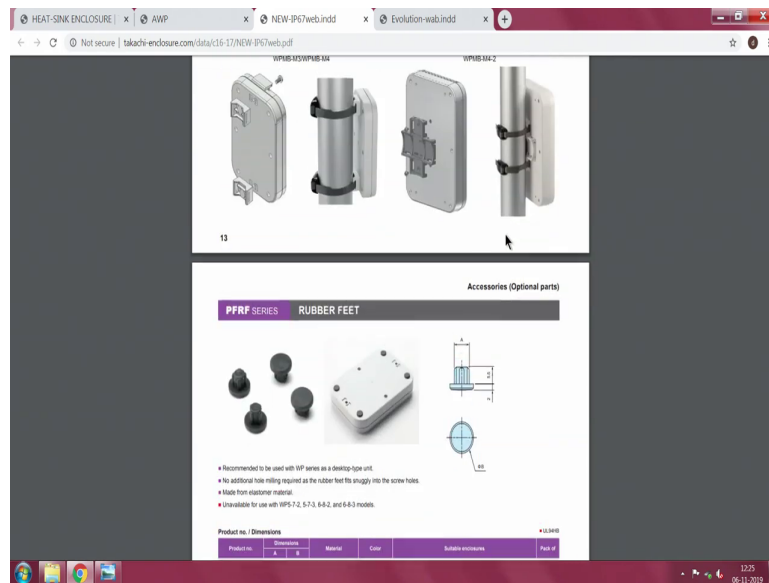 HEAT-SINK ENCLOSURE |
AWP
NEW-IP67web.indd
Evolution-wab.indd
Not secure | takachi-enclosure.com/data/c16-17/NEW-IP67web.pdf
d
WPMB-M3/WPMB-M4
WPMB-M4-2
13
Accessories (Optional parts)
PFRF SERIES RUBBER FEET
A
Recommended to be used with WP series as a desktop-type unit.
No additional hole milling required as the rubber feet fits snuggly into the screw holes.
Made from elastomer material.
Unavailable for use with WP5-7-2, 5-7-3, 6-8-2, and 6-8-3 models.
Product no. / Dimensions
UL94HB
Product no.
Dimensions
A B
Material
Color
Suitable enclosures
Pack of
12:25
06-11-2019